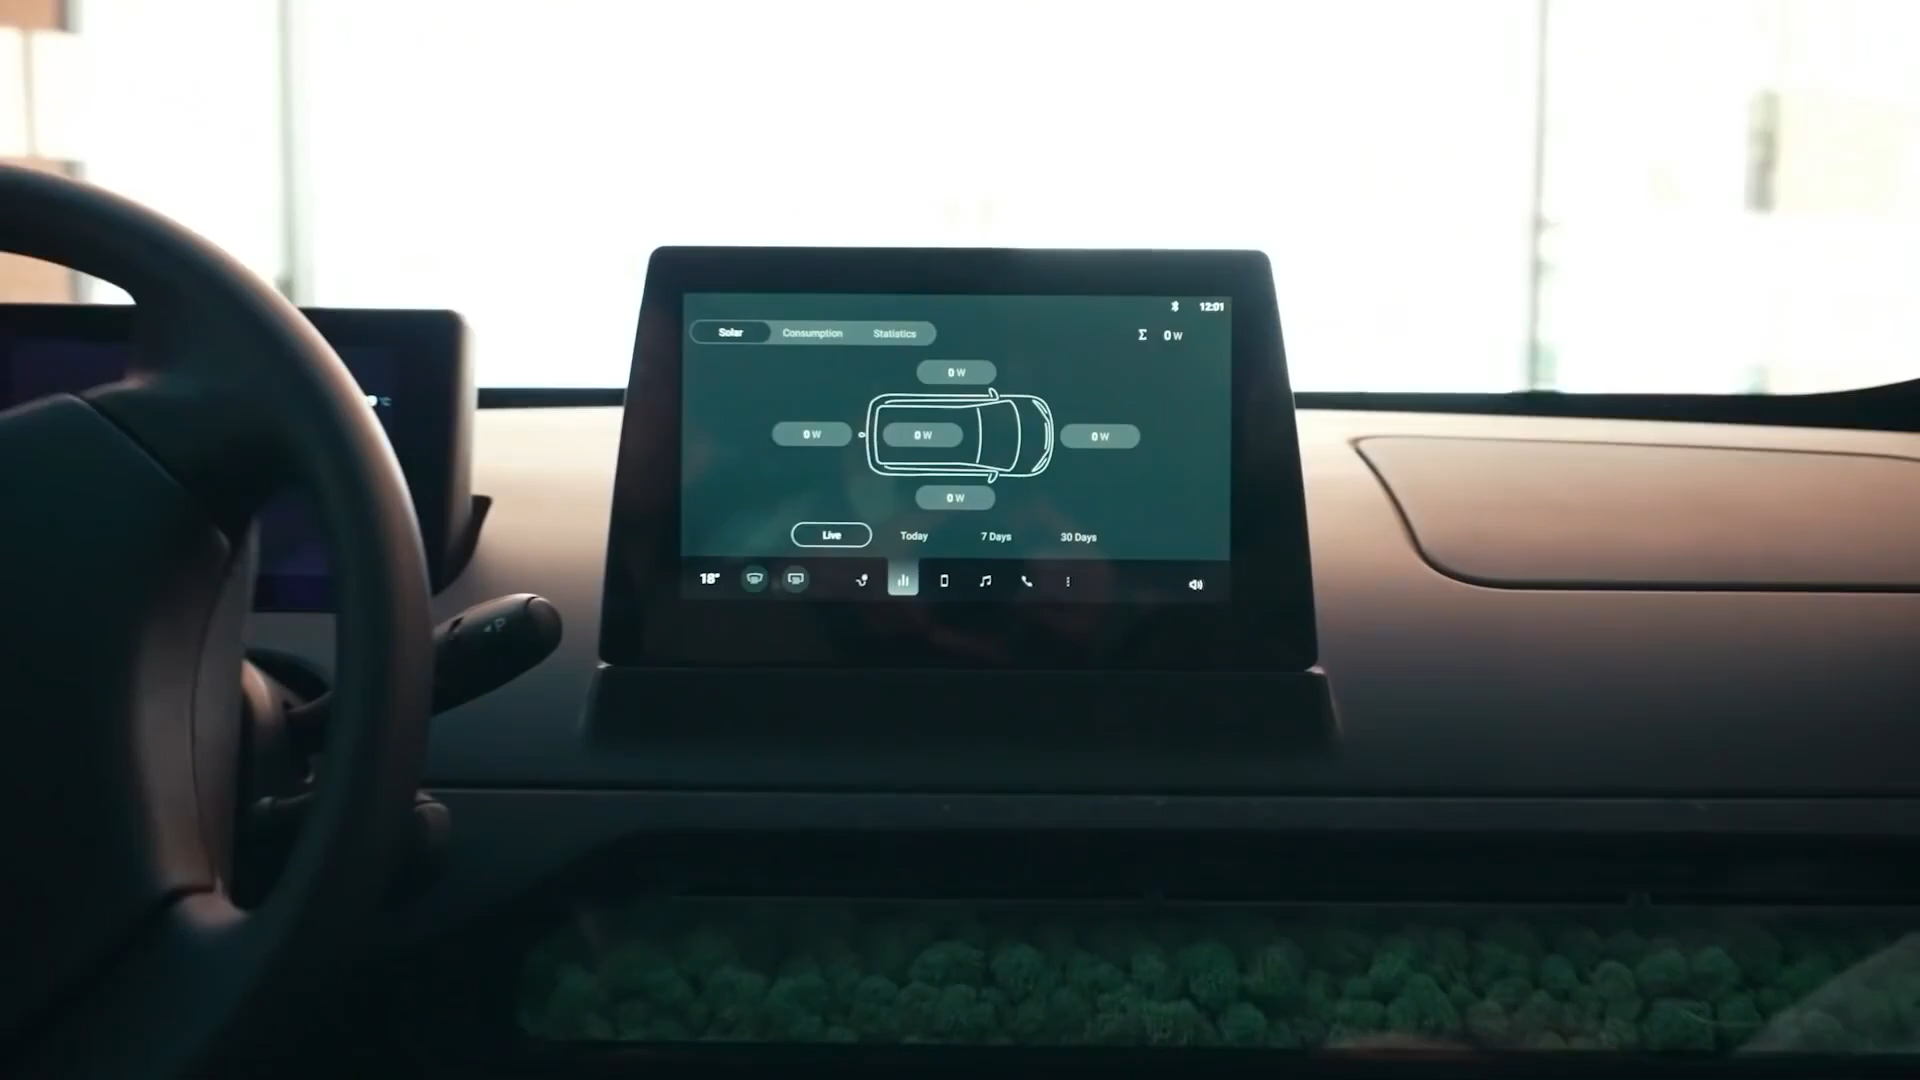 12:01
Solar Consumption Statistics
Σ 0 W
0 W
0 W 0 W 0 W
0 W
Live Today 7 Days 30 Days
18°
P
°C